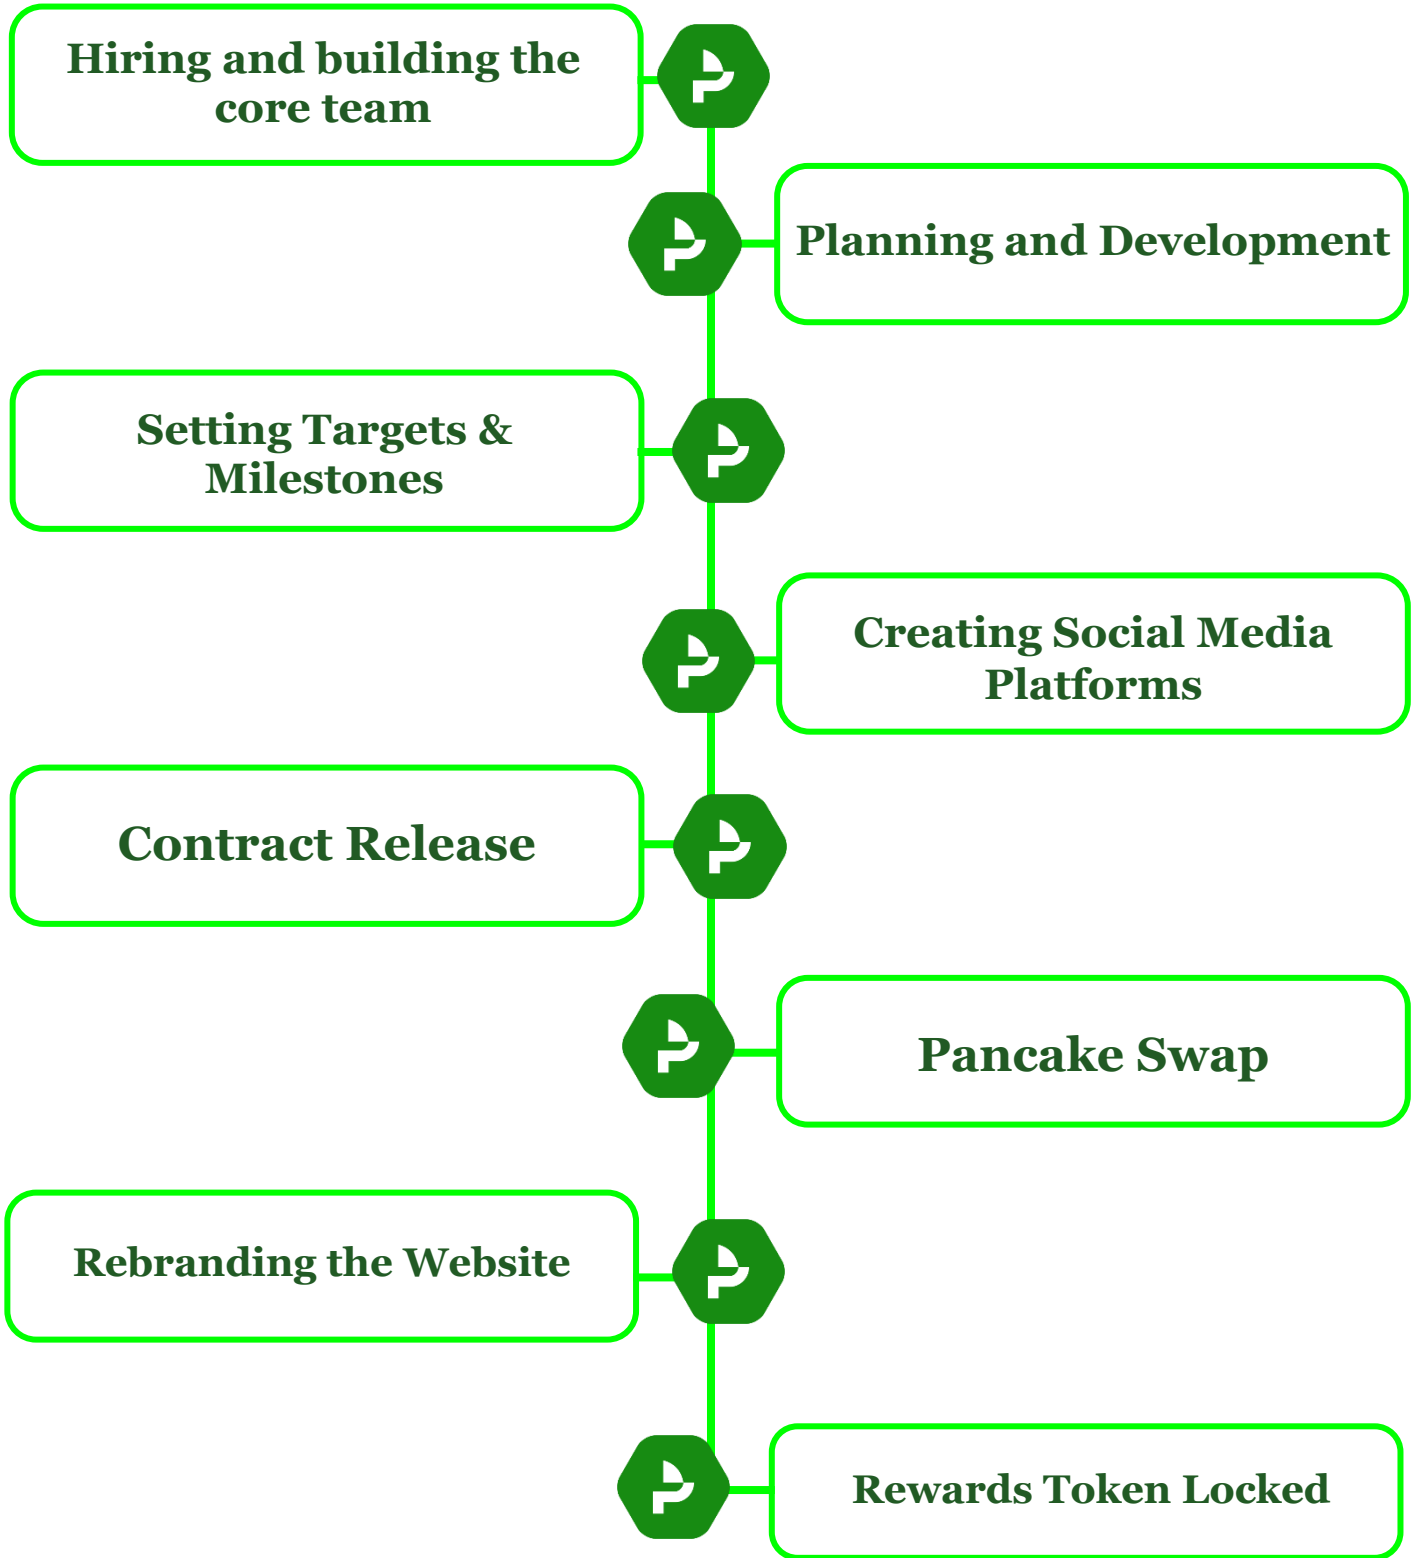 Hiring and building the
core team
Planning and Development
Setting Targets &
Milestones
Creating Social Media
Platforms
Contract Release
Pancake Swap
Rebranding the Website
Rewards Token Locked